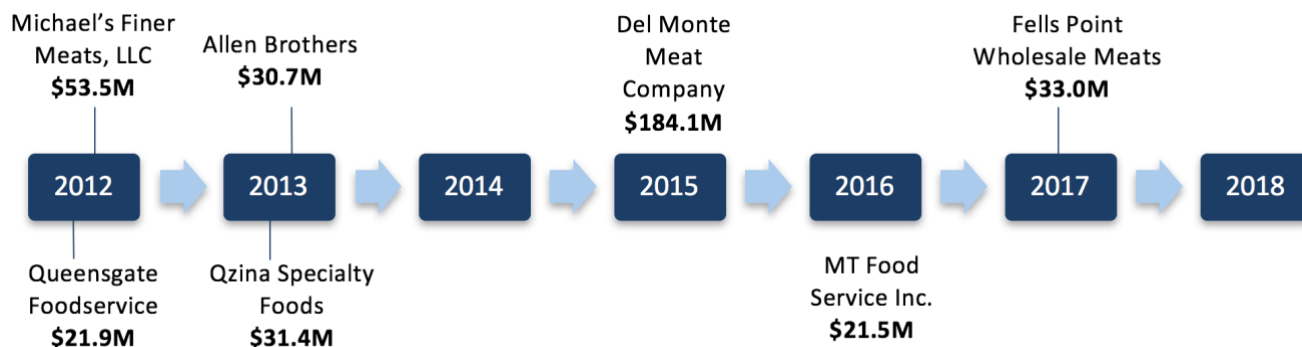 Michael’s Finer
Meats, LLC
$53.5M
Allen Brothers
$30.7M
Del Monte
Meat
Company
$184.1M
Fells Point
Wholesale Meats
$33.0M
2012
2013
2014
2015
2016
2017
2018
Queensgate
Foodservice
$21.9M
Qzina Specialty
Foods
$31.4M
MT Food
Service Inc.
$21.5M